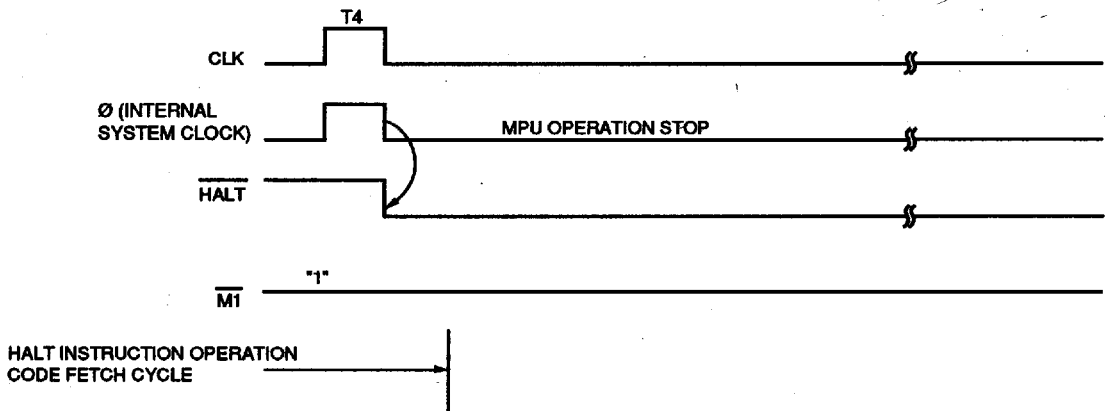 T4
CLK
Ø (INTERNAL
SYSTEM CLOCK)
MPU OPERATION STOP
HALT
"1"
M1
HALT INSTRUCTION OPERATION
CODE FETCH CYCLE